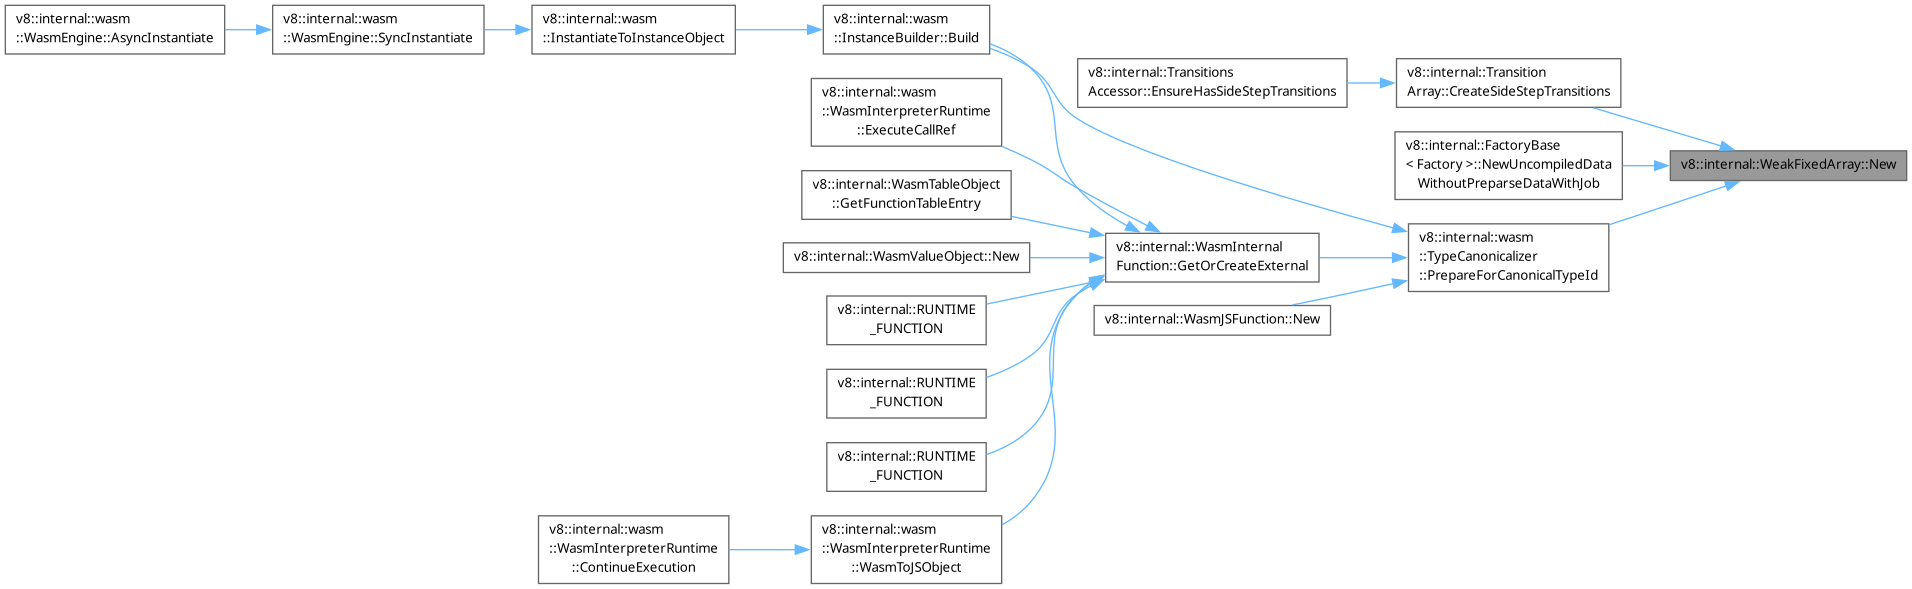 v8::internal::wasm
::WasmEngine::AsyncInstantiate
v8::internal::wasm
::WasmEngine::SyncInstantiate
v8::internal::wasm
::InstantiateToInstanceObject
v8::internal::wasm
::InstanceBuilder::Build
v8::internal::wasm
::WasmInterpreterRuntime
::ExecuteCallRef
v8::internal::WasmTableObject
::GetFunctionTableEntry
v8::internal::WasmValueObject::New
v8::internal::RUNTIME
_FUNCTION
v8::internal::RUNTIME
_FUNCTION
v8::internal::RUNTIME
_FUNCTION
v8::internal::wasm
::WasmInterpreterRuntime
::ContinueExecution
v8::internal::wasm
::WasmInterpreterRuntime
::WasmToJSObject
v8::internal::Transitions
Accessor::EnsureHasSideStepTransitions
v8::internal::WasmInternal
Function::GetOrCreateExternal
v8::internal::WasmJSFunction::New
v8::internal::Transition
Array::CreateSideStepTransitions
v8::internal::FactoryBase
< Factory >::NewUncompiledData
WithoutPreparseDataWithJob
v8::internal::wasm
::TypeCanonicalizer
::PrepareForCanonicalTypeId
v8::internal::WeakFixedArray::New